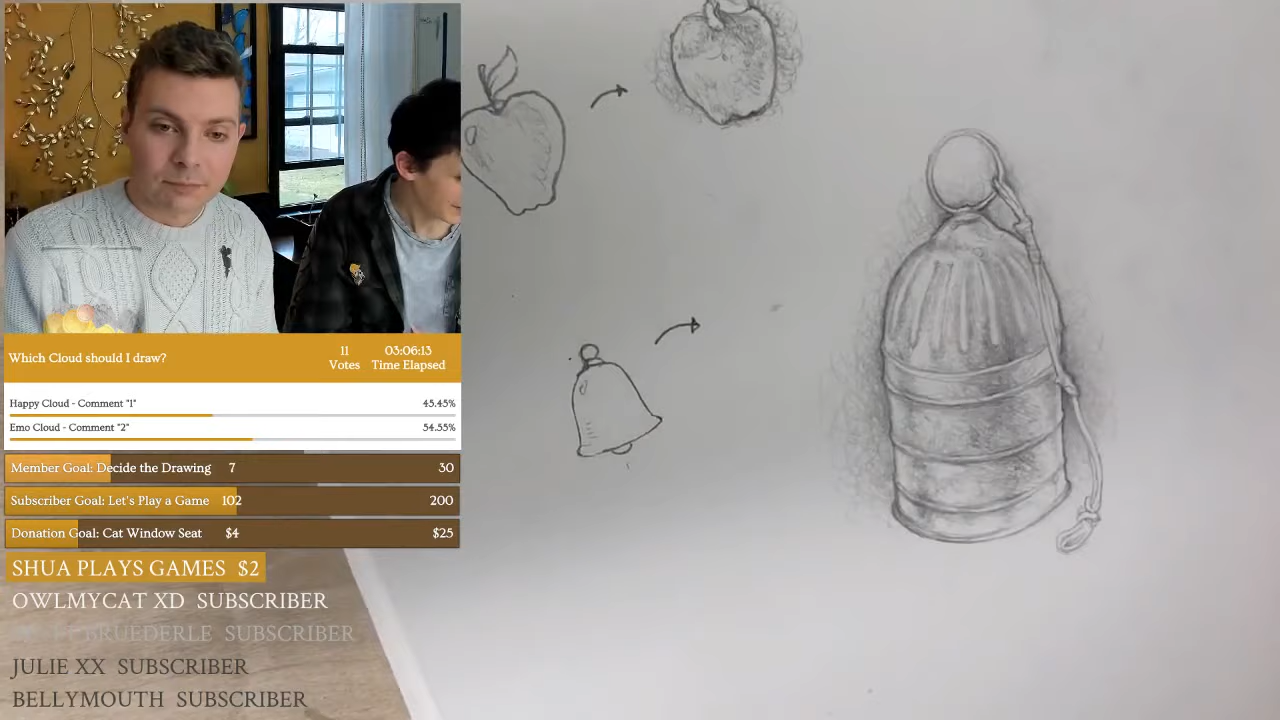 Which Cloud should I draw?
11
Votes
03:06:13
Time Elapsed
Happy Cloud - Comment "1" 45.45%
Emo Cloud - Comment "2" 54.55%
Member Goal: Decide the Drawing 7 30
Subscriber Goal: Let's Play a Game 102 200
Donation Goal: Cat Window Seat $4 $25
SHUA PLAYS GAMES $2
OWLMYCAT XD SUBSCRIBER
BRUEDERLE SUBSCRIBER
JULIE XX SUBSCRIBER
BELLYMOUTH SUBSCRIBER